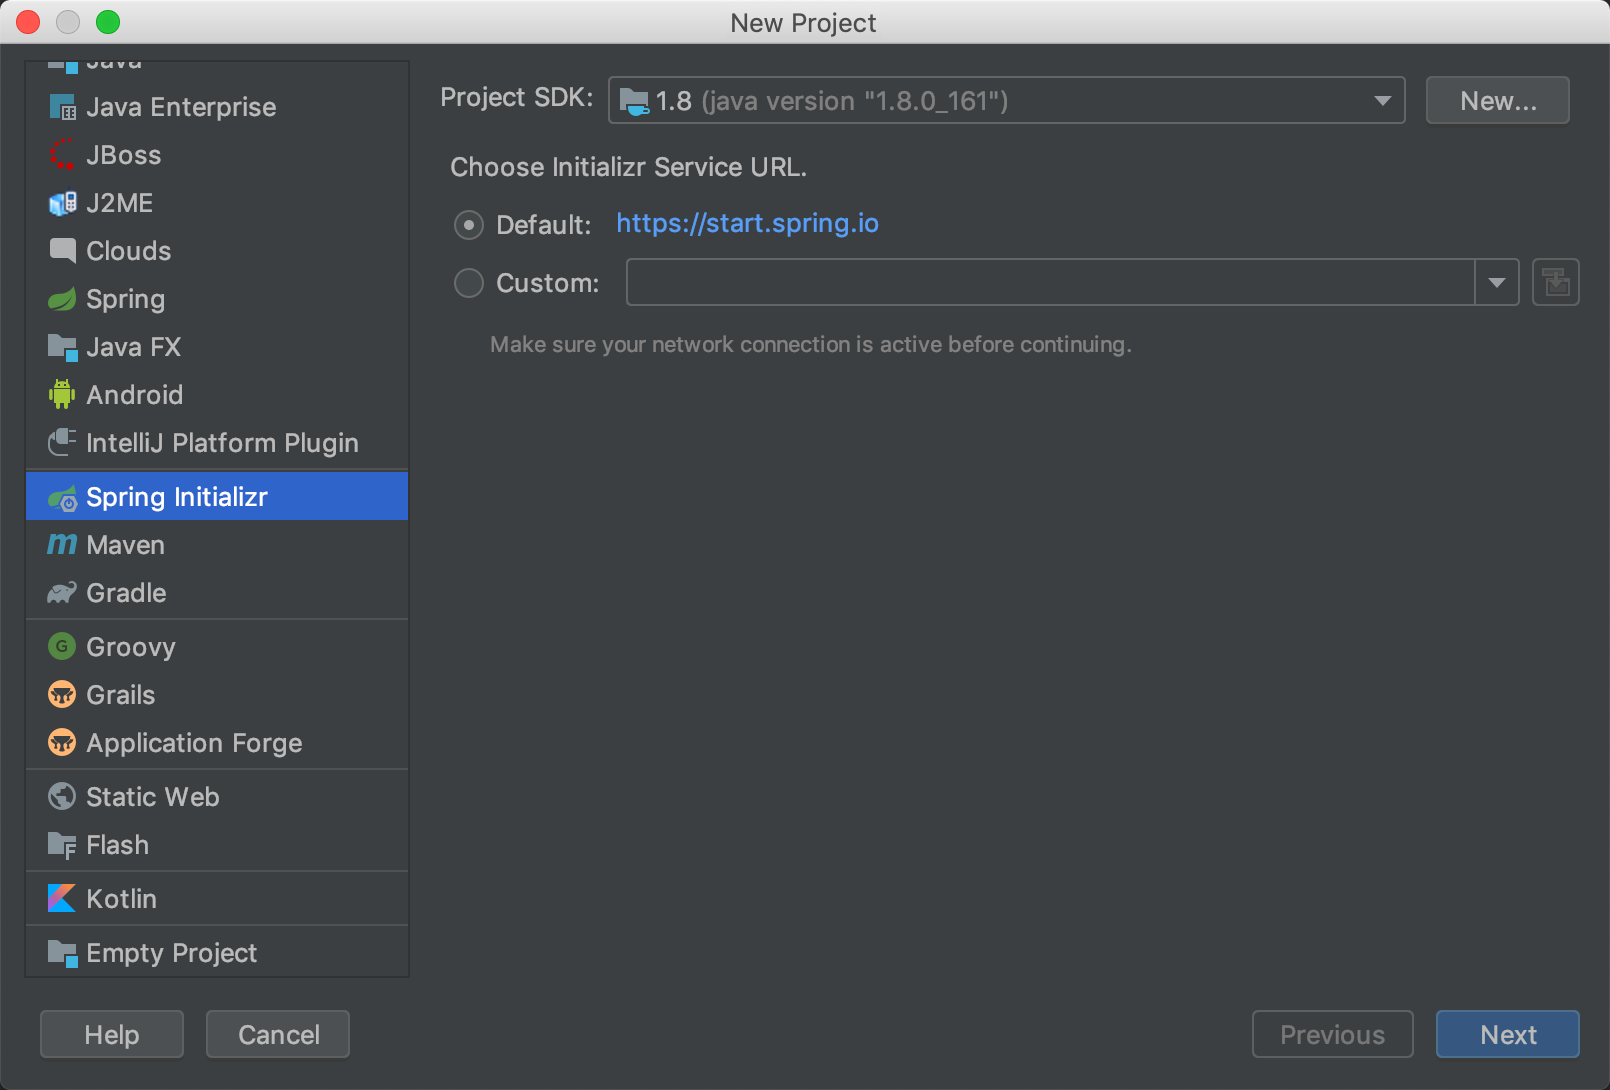 New Project
Java
Java Enterprise
JBoss
J2ME
Clouds
Spring
Java FX
Android
IntelliJ Platform Plugin
Spring Initializr
Maven
Gradle
Groovy
Grails
Application Forge
Static Web
Flash
Kotlin
Empty Project
Project SDK: 1.8 (java version "1.8.0_161") New...
Choose Initializr Service URL.
Default: https://start.spring.io
Custom:
Make sure your network connection is active before continuing.
Help Cancel Previous Next